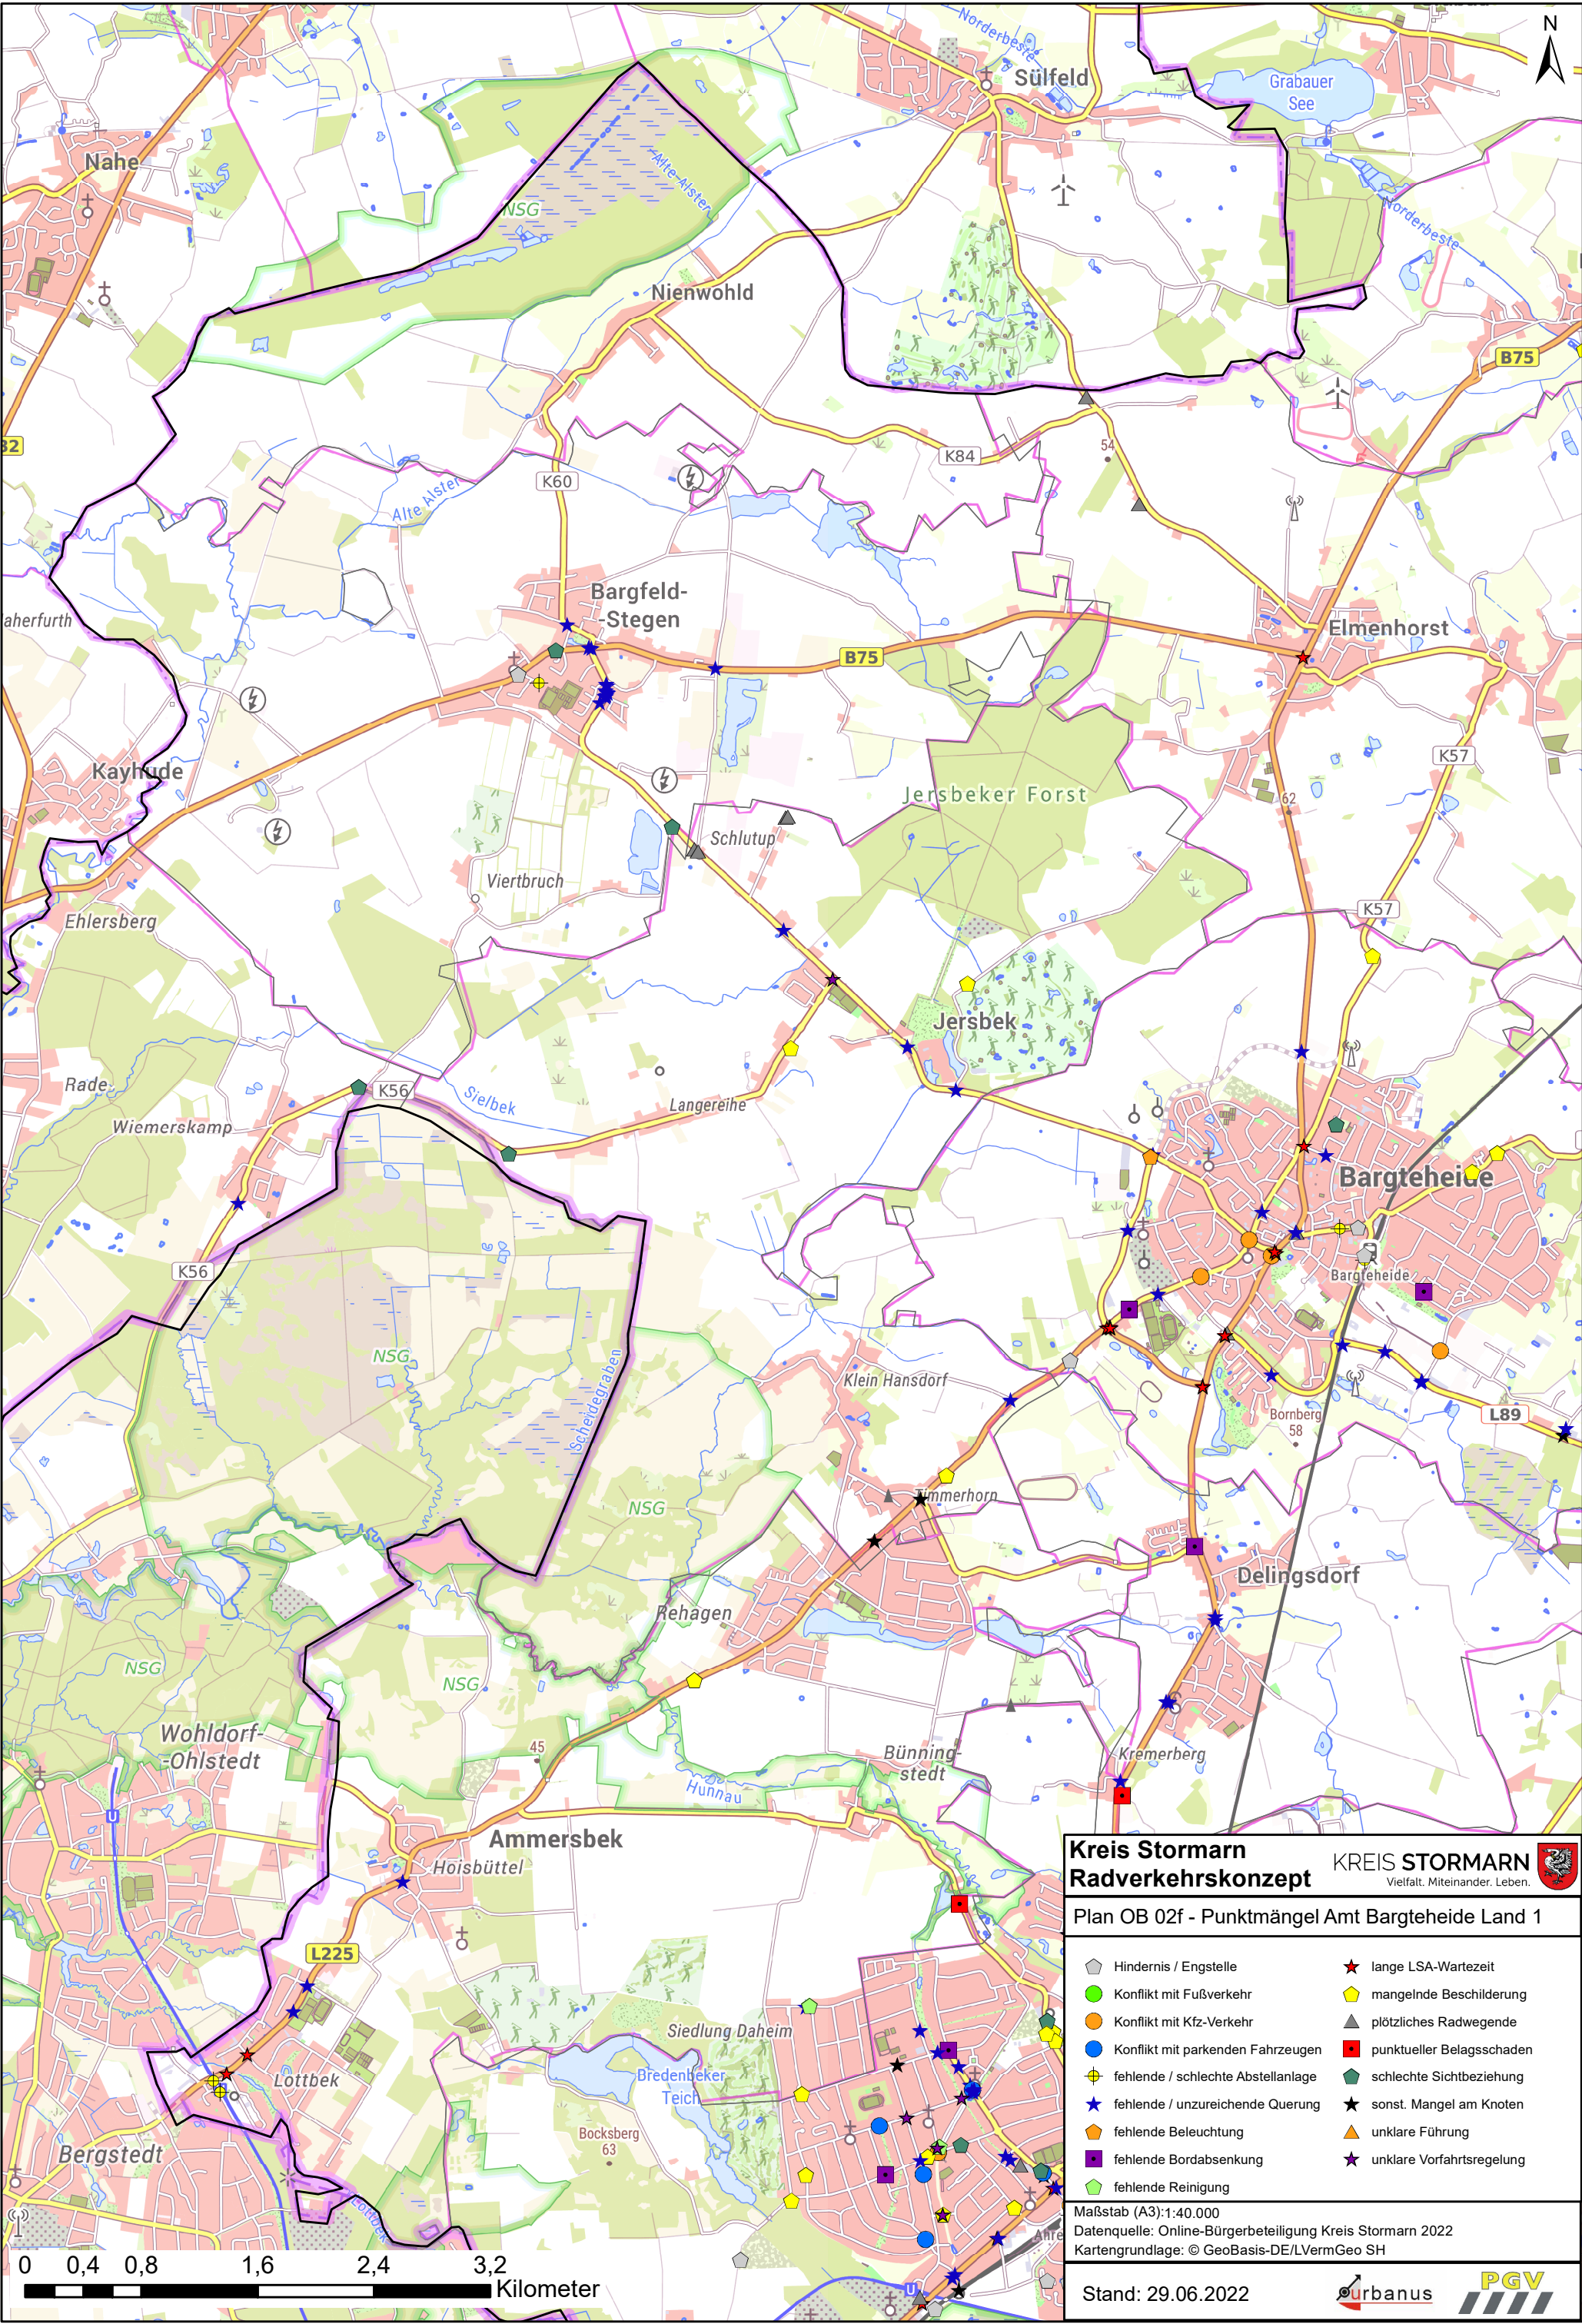 N
Norderbeste
Sülfeld
Grabauer
See
Nahe
Alte Alster
NSG
Norderbeste
Nienwohld
B75
K84
54
K60
Alte Alster
Bargfeld-
-Stegen
Elmenhorst
B75
K57
Kayhude
62
Jersbeker Forst
Schlutup
Viertbruch
K57
Ehlersberg
Jersbek
Rade
K56
Sielbek
Langereihe
Wiemerskamp
Bargteheide
K56
Bargteheide
NSG
Scheidegraben
Klein Hansdorf
L89
Bornberg
58
NSG
Timmerhorn
Delingsdorf
Rehagen
NSG
NSG
Wohldorf-
-Ohlstedt
45
Bünning-
stedt
Kremerberg
Hunnau
U
Ammersbek
Hoisbüttel
L225
Siedlung Daheim
Lottbek
Bredenbeker
Teich
Bocksberg
63
Bergstedt
Lottbek
U
Kreis Stormarn
Radverkehrskonzept
KREIS STORMARN
Vielfalt. Miteinander. Leben.
Plan OB 02f - Punktmängel Amt Bargteheide Land 1
Hindernis / Engstelle
Konflikt mit Fußverkehr
Konflikt mit Kfz-Verkehr
Konflikt mit parkenden Fahrzeugen
fehlende / schlechte Abstellanlage
fehlende / unzureichende Querung
fehlende Beleuchtung
fehlende Bordabsenkung
fehlende Reinigung
lange LSA-Wartezeit
mangelnde Beschilderung
plötzliches Radwegende
punktueller Belagsschaden
schlechte Sichtbeziehung
sonst. Mangel am Knoten
unklare Führung
unklare Vorfahrtsregelung
Maßstab (A3):1:40.000
Datenquelle: Online-Bürgerbeteiligung Kreis Stormarn 2022
Kartengrundlage: © GeoBasis-DE/LVermGeo SH
Stand: 29.06.2022
urbanus
PGV
0 0,4 0,8 1,6 2,4 3,2
Kilometer